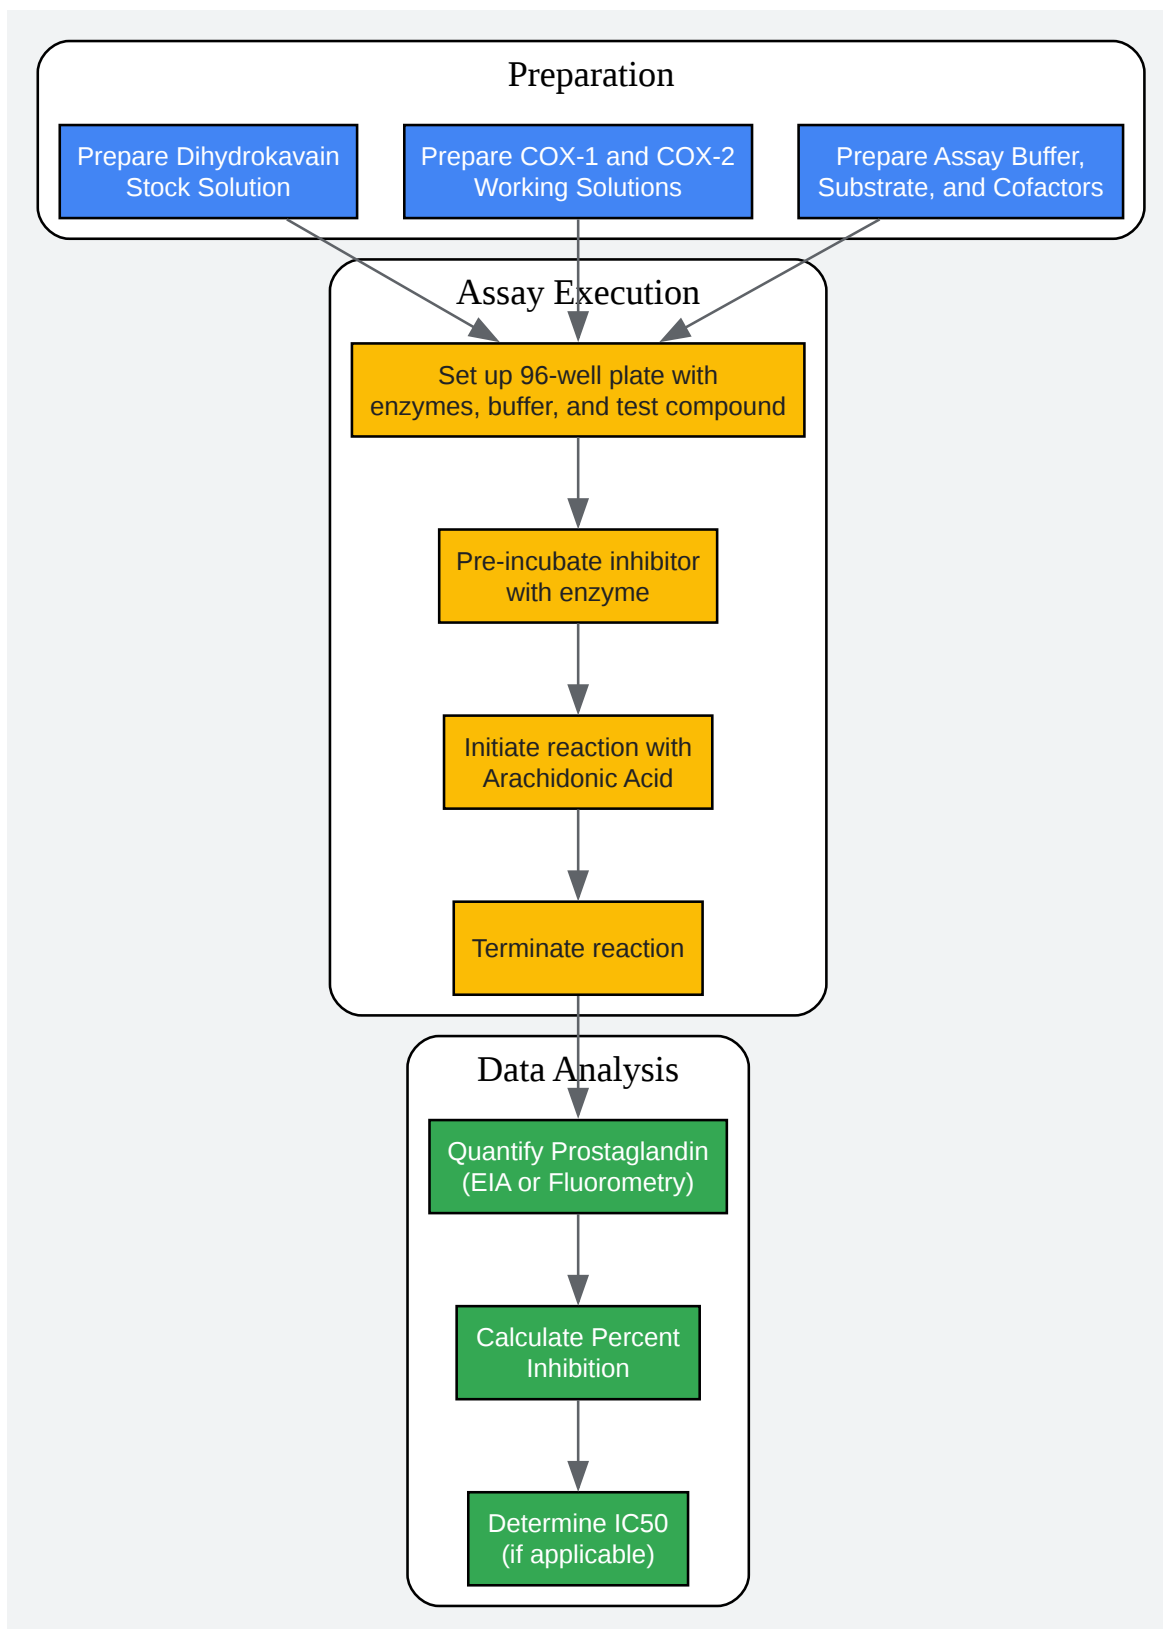 Preparation
Prepare Dihydrokavain
Stock Solution
Prepare COX-1 and COX-2
Working Solutions
Prepare Assay Buffer,
Substrate, and Cofactors
Assay Execution
Set up 96-well plate with
enzymes, buffer, and test compound
Pre-incubate inhibitor
with enzyme
Initiate reaction with
Arachidonic Acid
Terminate reaction
Data Analysis
Quantify Prostaglandin
(EIA or Fluorometry)
Calculate Percent
Inhibition
Determine IC50
(if applicable)